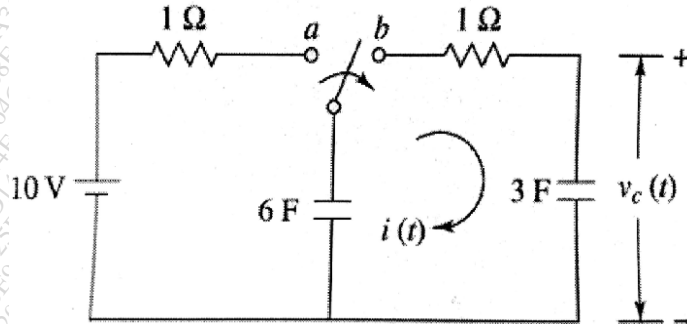 1 Ω
a
b
1 Ω
+
10 V
6 F
i (t)
3 F
v_c (t)
–